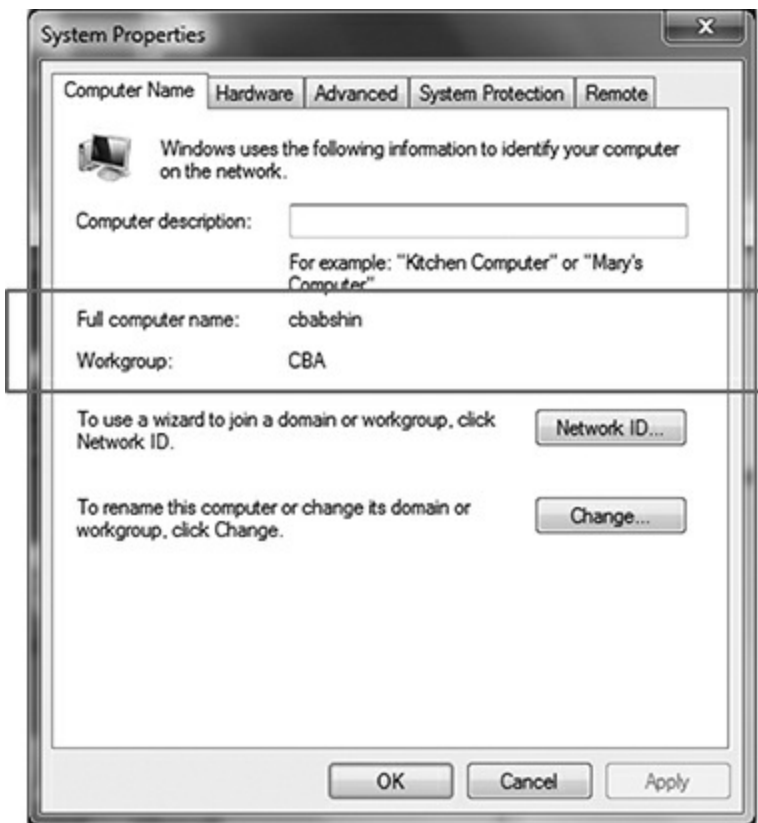 System Properties
Computer Name Hardware Advanced System Protection Remote
Windows uses the following information to identify your computer
on the network.
Computer description:
For example: "Kitchen Computer" or "Mary's
Computer"
Full computer name: cbabshin
Workgroup: CBA
To use a wizard to join a domain or workgroup, click
Network ID.
Network ID...
To rename this computer or change its domain or
workgroup, click Change.
Change...
OK Cancel Apply